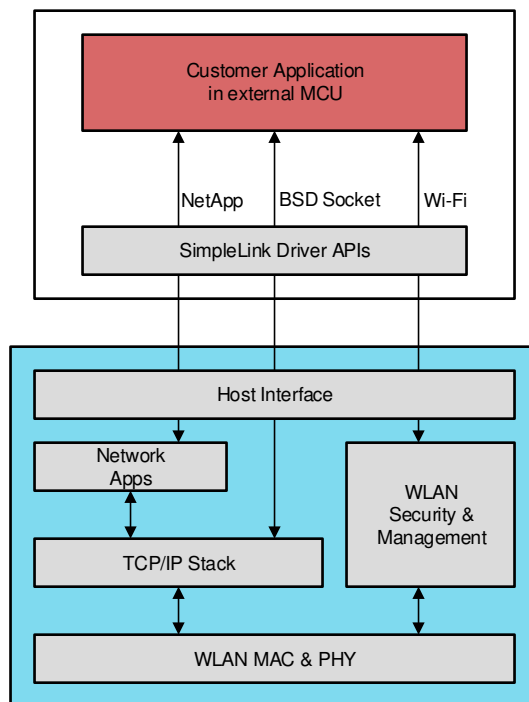 Customer Application
in external MCU
NetApp
BSD Socket
Wi-Fi
SimpleLink Driver APIs
Host Interface
Network
Apps
WLAN
Security &
Management
TCP/IP Stack
WLAN MAC & PHY